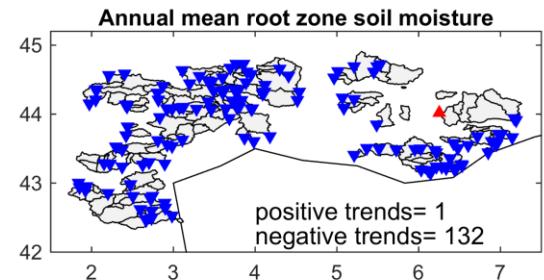 Annual mean root zone soil moisture
45
44
43
42
positive trends= 1
negative trends= 132
2 3 4 5 6 7